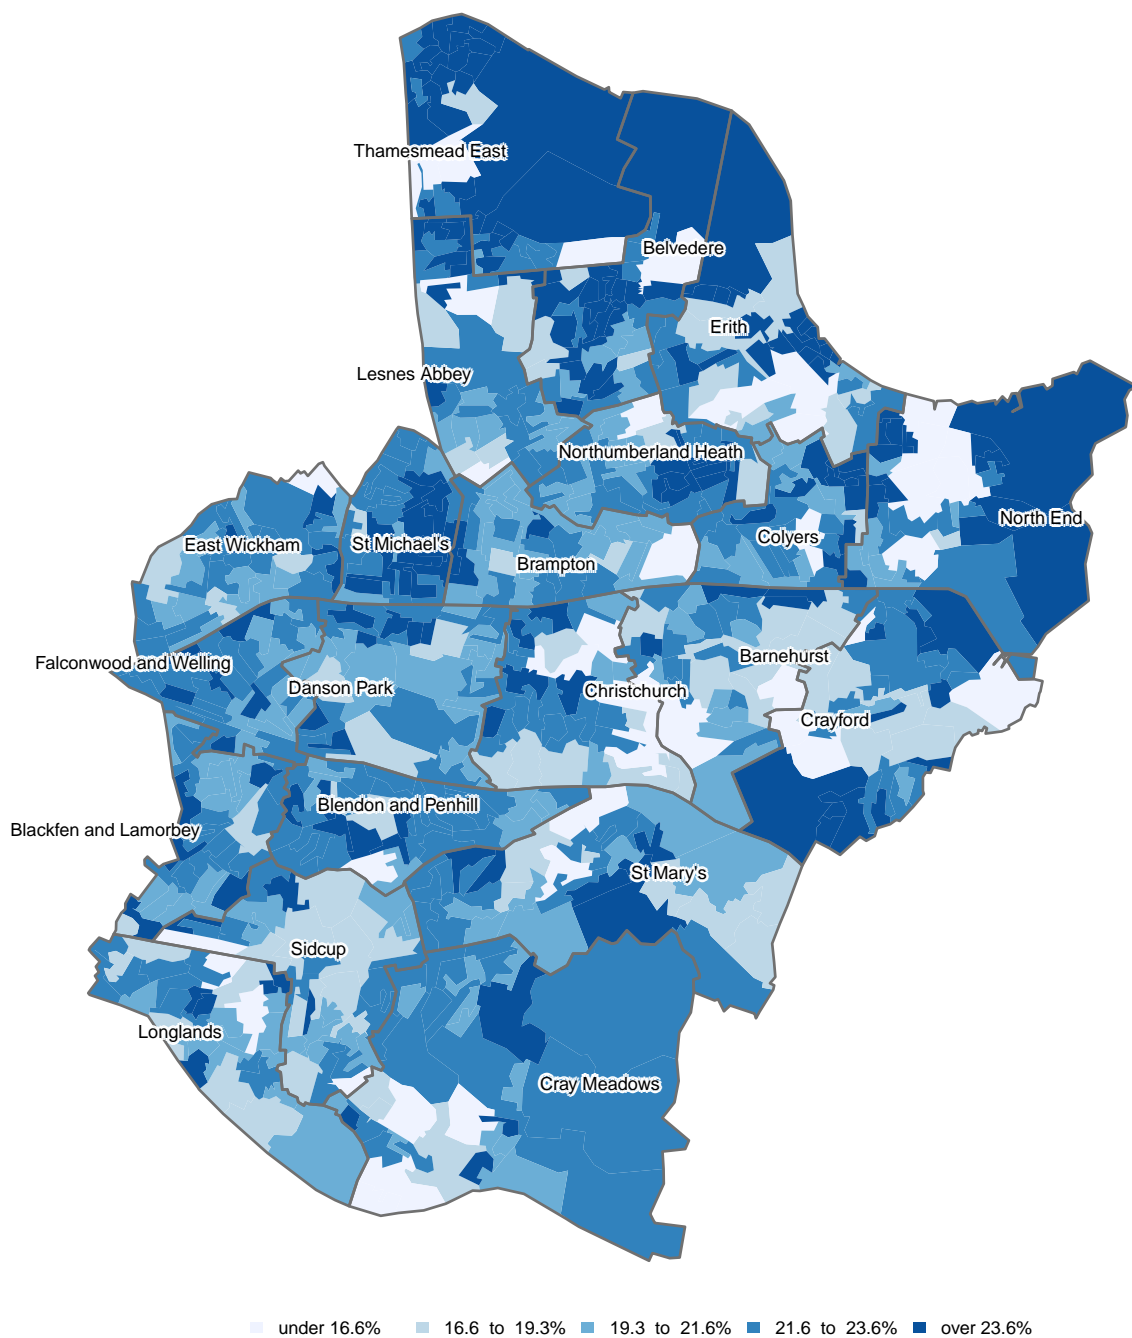 Thamesmead East
Belvedere
Erith
Lesnes Abbey
Northumberland Heath
North End
Colyers
East Wickham
St Michael's
Brampton
Barnehurst
Falconwood and Welling
Danson Park
Christchurch
Crayford
Blendon and Penhill
Blackfen and Lamorbey
St Mary's
Sidcup
Longlands
Cray Meadows
under 16.6% 16.6 to 19.3% 19.3 to 21.6% 21.6 to 23.6% over 23.6%